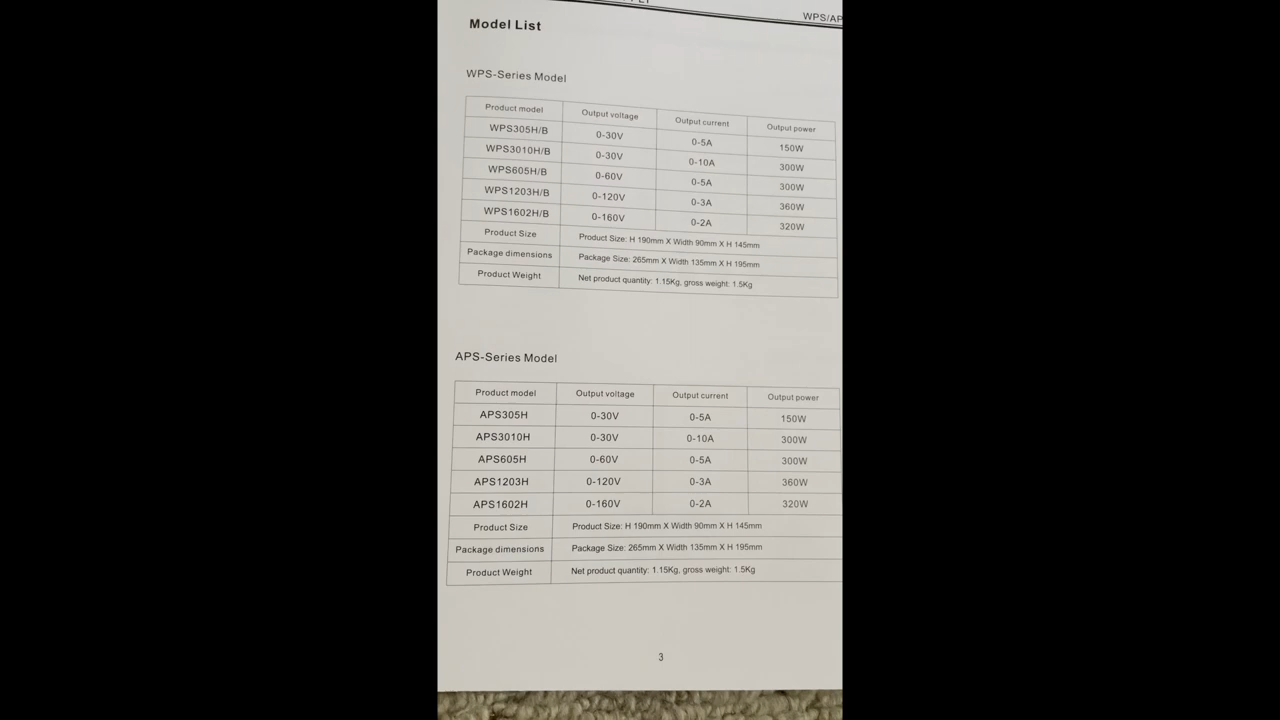 WPS/AP
Model List
WPS-Series Model
Product model Output voltage Output current Output power
WPS305H/B 0-30V 0-5A 150W
WPS3010H/B 0-30V 0-10A 300W
WPS605H/B 0-60V 0-5A 300W
WPS1203H/B 0-120V 0-3A 360W
WPS1602H/B 0-160V 0-2A 320W
Product Size Product Size: H 190mm X Width 90mm X H 145mm
Package dimensions Package Size: 265mm X Width 135mm X H 195mm
Product Weight Net product quantity: 1.15Kg, gross weight: 1.5Kg
APS-Series Model
Product model Output voltage Output current Output power
APS305H 0-30V 0-5A 150W
APS3010H 0-30V 0-10A 300W
APS605H 0-60V 0-5A 300W
APS1203H 0-120V 0-3A 360W
APS1602H 0-160V 0-2A 320W
Product Size Product Size: H 190mm X Width 90mm X H 145mm
Package dimensions Package Size: 265mm X Width 135mm X H 195mm
Product Weight Net product quantity: 1.15Kg, gross weight: 1.5Kg
3